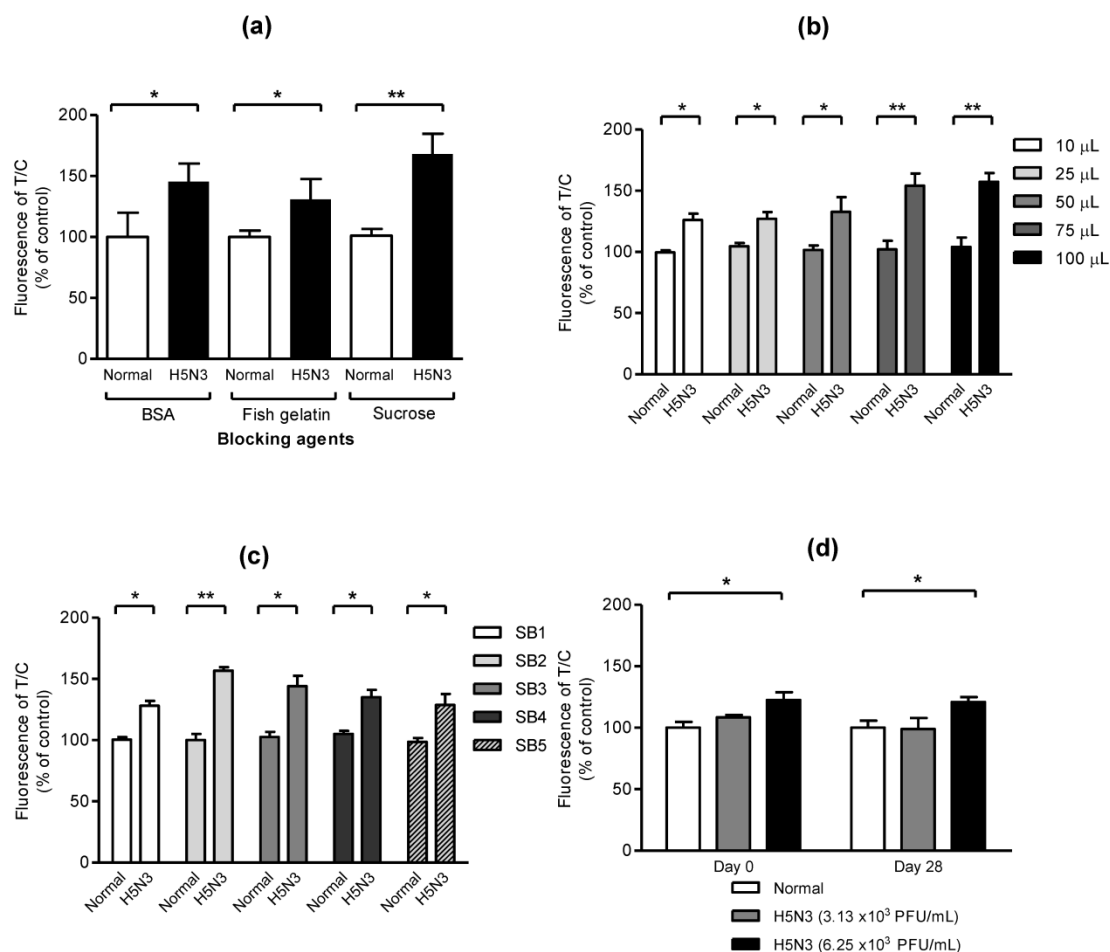 (a)
Fluorescence of T/C
(% of control)
200
150
100
50
0
*
*
**
Normal
H5N3
Normal
H5N3
Normal
H5N3
BSA
Fish gelatin
Sucrose
Blocking agents
(b)
Fluorescence of T/C
(% of control)
200
150
100
50
0
*
*
*
**
**
Normal
H5N3
Normal
H5N3
Normal
H5N3
Normal
H5N3
Normal
H5N3
10 μL
25 μL
50 μL
75 μL
100 μL
(c)
Fluorescence of T/C
(% of control)
200
150
100
50
0
*
**
*
*
*
Normal
H5N3
Normal
H5N3
Normal
H5N3
Normal
H5N3
Normal
H5N3
SB1
SB2
SB3
SB4
SB5
(d)
Fluorescence of T/C
(% of control)
200
150
100
50
0
*
*
Day 0
Day 28
Normal
H5N3 (3.13 x10³ PFU/mL)
H5N3 (6.25 x10³ PFU/mL)